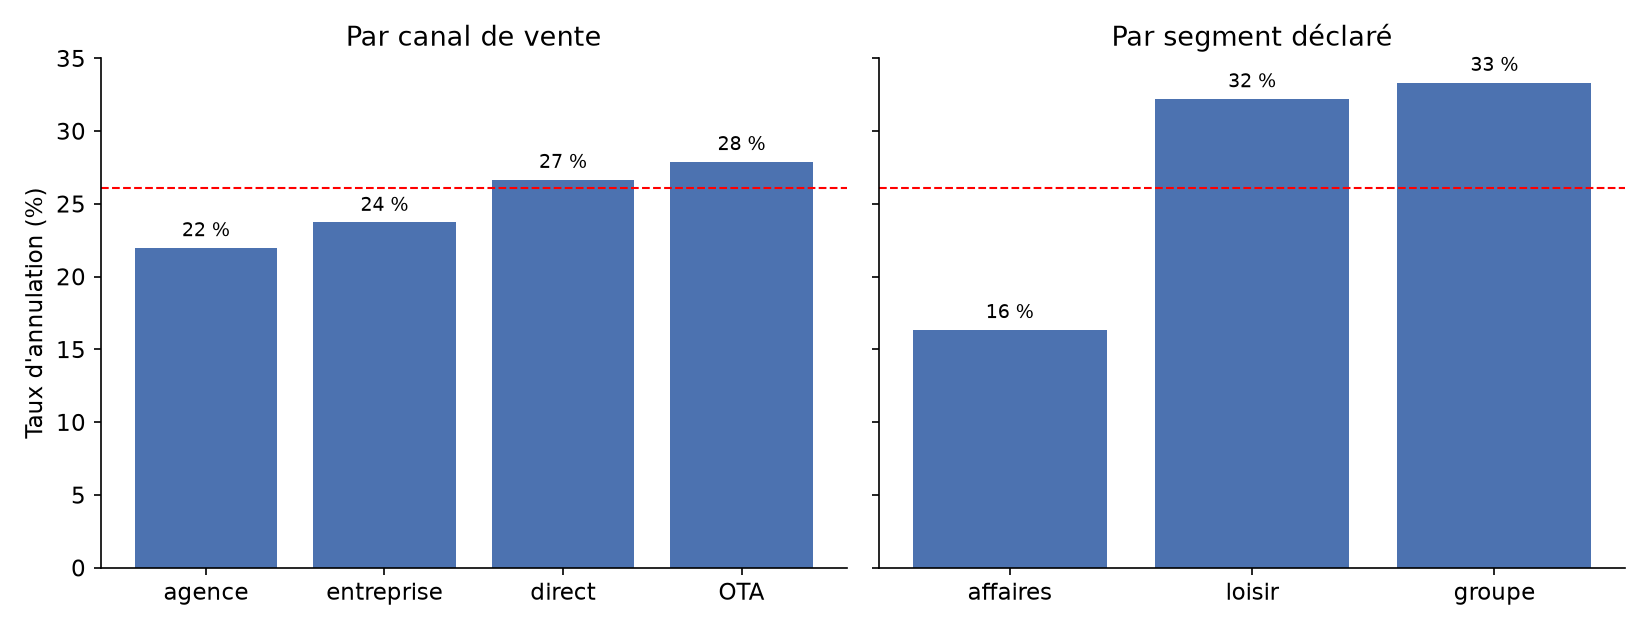 Par canal de vente
Taux d'annulation (%)
35
30
25
20
15
10
5
0
22 %
24 %
27 %
28 %
agence
entreprise
direct
OTA
Par segment déclaré
16 %
32 %
33 %
affaires
loisir
groupe